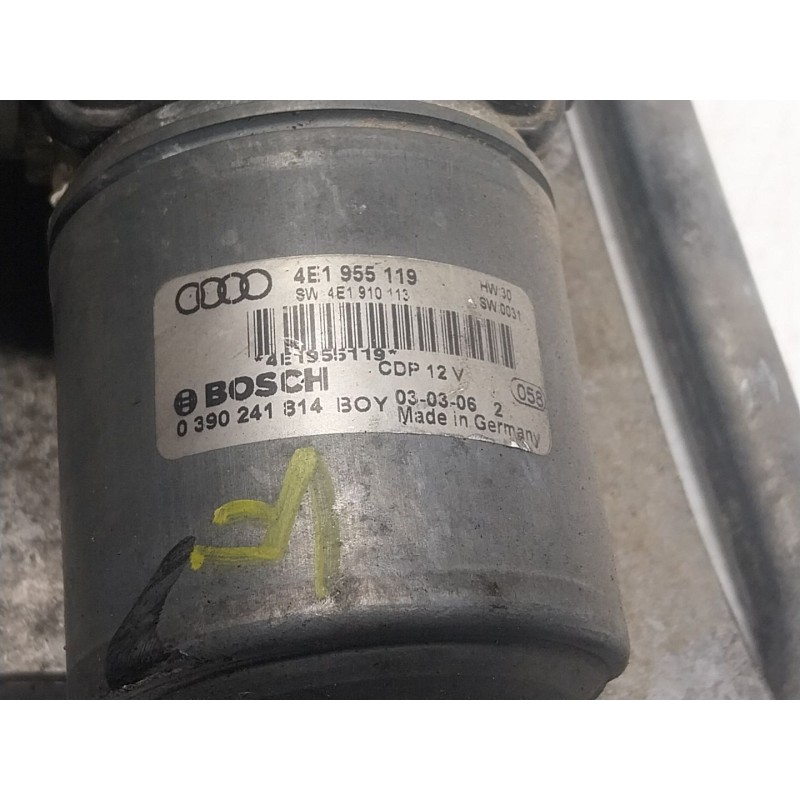 4E1 955 119
HW 30
SW 4E1 910 113
SW:0031
*4E1955119*
CDP 12 V
BOSCH
058
0 390 241 814 BOY 03-03-06 2
Made in Germany